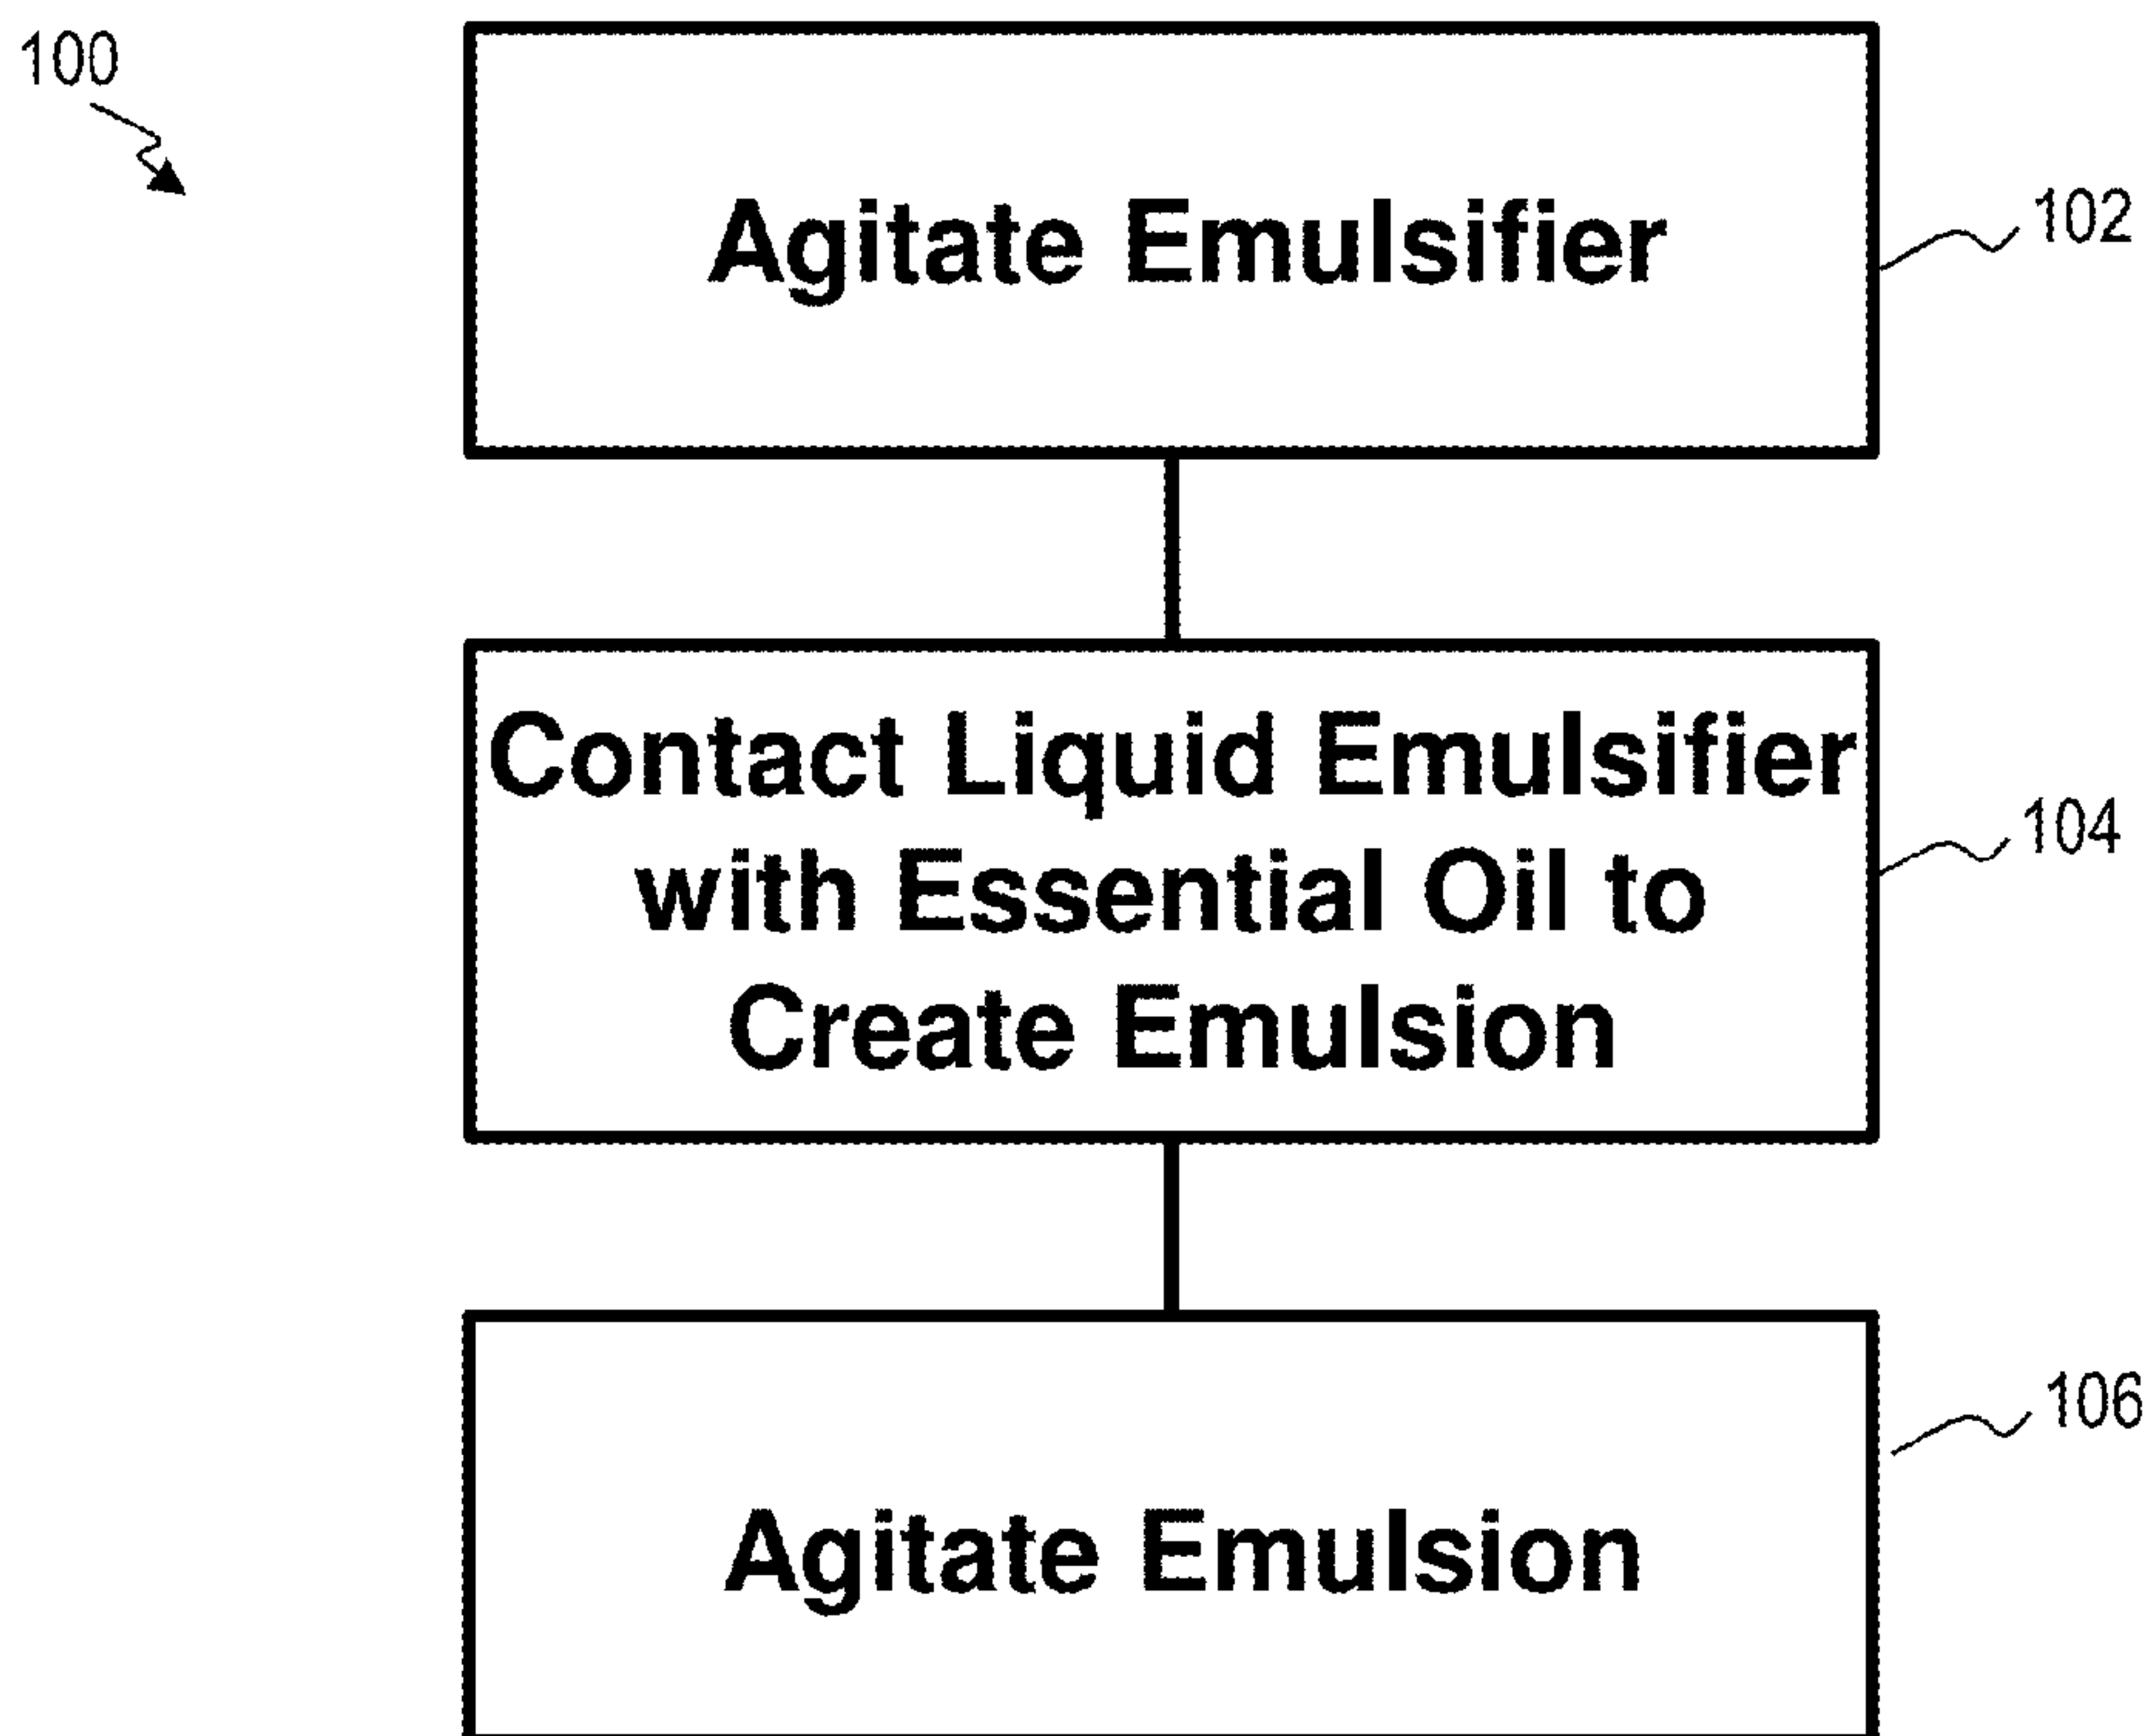 100
Agitate Emulsifier
102
Contact Liquid Emulsifier
with Essential Oil to
Create Emulsion
104
Agitate Emulsion
106